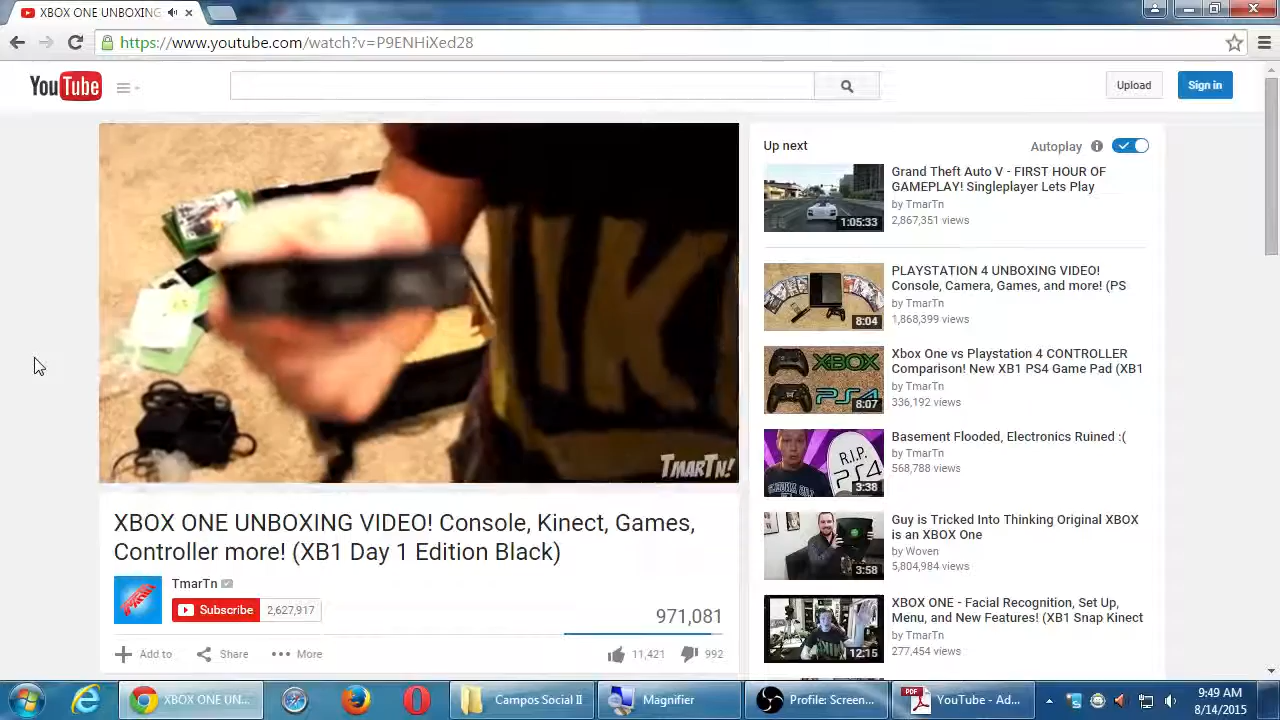 XBOX ONE UNBOXING
https://www.youtube.com/watch?v=P9ENHiXed28
YouTube
Upload
Sign in
Up next
Autoplay
Grand Theft Auto V - FIRST HOUR OF
GAMEPLAY! Singleplayer Lets Play
by TmarTn
2,867,351 views
1:05:33
PLAYSTATION 4 UNBOXING VIDEO!
Console, Camera, Games, and more! (PS
by TmarTn
1,868,399 views
8:04
Xbox One vs Playstation 4 CONTROLLER
Comparison! New XB1 PS4 Game Pad (XB1
by TmarTn
336,192 views
XBOX
PS4
8:07
Basement Flooded, Electronics Ruined :(
by TmarTn
568,788 views
R.I.P.
PS4
3:38
Guy is Tricked Into Thinking Original XBOX
is an XBOX One
by Woven
5,804,984 views
3:58
XBOX ONE - Facial Recognition, Set Up,
Menu, and New Features! (XB1 Snap Kinect
by TmarTn
277,454 views
12:15
LK
TMARTN!
XBOX ONE UNBOXING VIDEO! Console, Kinect, Games,
Controller more! (XB1 Day 1 Edition Black)
TmarTn
Subscribe 2,627,917
971,081
Add to Share More 11,421 992
XBOX ONE UN...
Campos Social II
Magnifier
Profile: Screen...
PDF
YouTube - Ad...
9:49 AM
8/14/2015